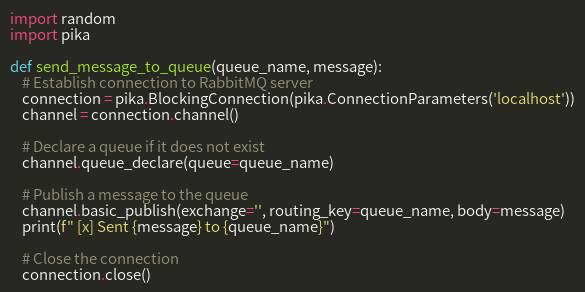 import random
import pika

def send_message_to_queue(queue_name, message):
    # Establish connection to RabbitMQ server
    connection = pika.BlockingConnection(pika.ConnectionParameters('localhost'))
    channel = connection.channel()

    # Declare a queue if it does not exist
    channel.queue_declare(queue=queue_name)

    # Publish a message to the queue
    channel.basic_publish(exchange='', routing_key=queue_name, body=message)
    print(f" [x] Sent {message} to {queue_name}")

    # Close the connection
    connection.close()